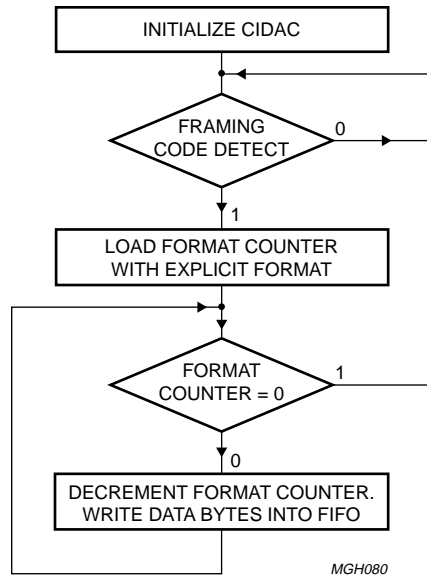 INITIALIZE CIDAC
FRAMING
CODE DETECT
0
1
LOAD FORMAT COUNTER
WITH EXPLICIT FORMAT
FORMAT
COUNTER = 0
1
0
DECREMENT FORMAT COUNTER.
WRITE DATA BYTES INTO FIFO
MGH080